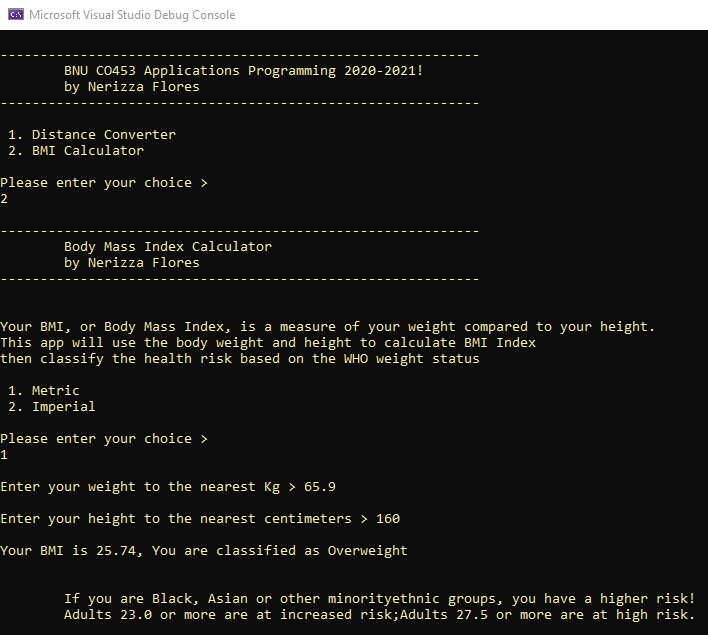 C:\ Microsoft Visual Studio Debug Console
------------------------------------------------------------
BNU CO453 Applications Programming 2020-2021!
by Nerizza Flores
------------------------------------------------------------
1. Distance Converter
2. BMI Calculator
Please enter your choice >
2
------------------------------------------------------------
Body Mass Index Calculator
by Nerizza Flores
------------------------------------------------------------
Your BMI, or Body Mass Index, is a measure of your weight compared to your height.
This app will use the body weight and height to calculate BMI Index
then classify the health risk based on the WHO weight status
1. Metric
2. Imperial
Please enter your choice >
1
Enter your weight to the nearest Kg > 65.9
Enter your height to the nearest centimeters > 160
Your BMI is 25.74, You are classified as Overweight
If you are Black, Asian or other minorityethnic groups, you have a higher risk!
Adults 23.0 or more are at increased risk;Adults 27.5 or more are at high risk.